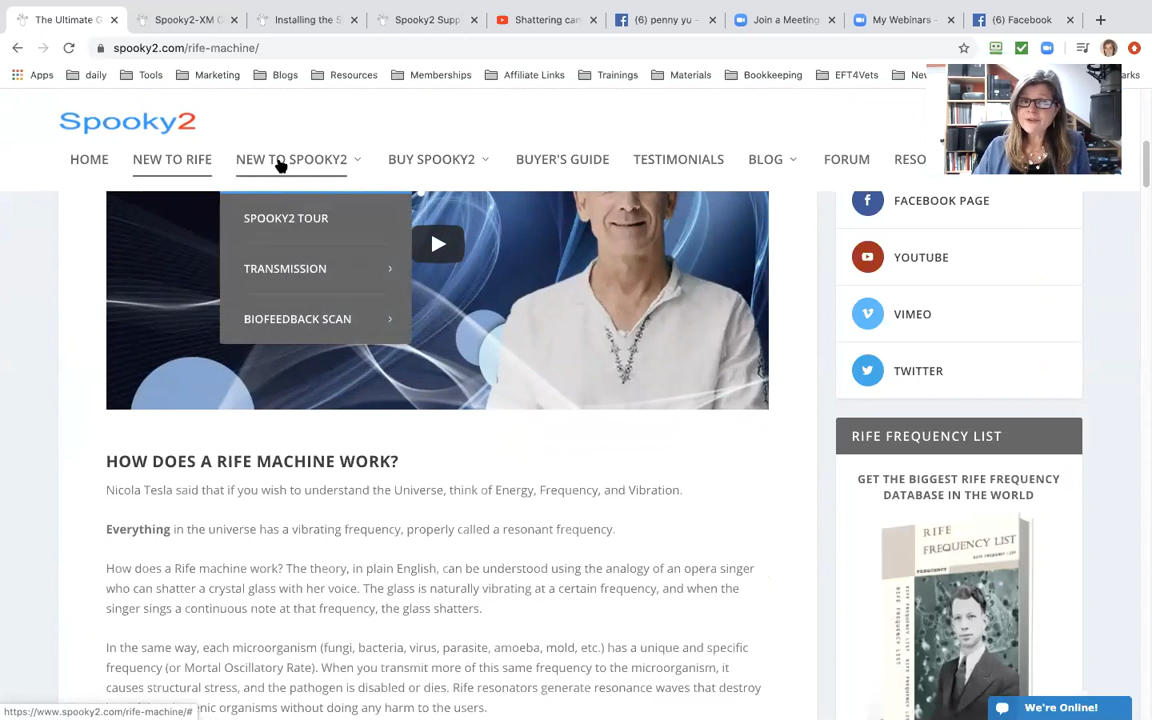 The Ultimate G
Spooky2-XM G
Installing the S
Spooky2 Supp
Shattering can
(6) penny yu -
Join a Meeting
My Webinars -
(6) Facebook
spooky2.com/rife-machine/
Apps
daily
Tools
Marketing
Blogs
Resources
Memberships
Affiliate Links
Trainings
Materials
Bookkeeping
EFT4Vets
Spooky2
HOME
NEW TO RIFE
NEW TO SPOOKY2
BUY SPOOKY2
BUYER'S GUIDE
TESTIMONIALS
BLOG
FORUM
RESO
SPOOKY2 TOUR
TRANSMISSION
BIOFEEDBACK SCAN
FACEBOOK PAGE
YOUTUBE
VIMEO
TWITTER
HOW DOES A RIFE MACHINE WORK?
Nicola Tesla said that if you wish to understand the Universe, think of Energy, Frequency, and Vibration.
Everything in the universe has a vibrating frequency, properly called a resonant frequency.
How does a Rife machine work? The theory, in plain English, can be understood using the analogy of an opera singer
who can shatter a crystal glass with her voice. The glass is naturally vibrating at a certain frequency, and when the
singer sings a continuous note at that frequency, the glass shatters.
In the same way, each microorganism (fungi, bacteria, virus, parasite, amoeba, mold, etc.) has a unique and specific
frequency (or Mortal Oscillatory Rate). When you transmit more of this same frequency to the microorganism, it
causes structural stress, and the pathogen is disabled or dies. Rife resonators generate resonance waves that destroy
enic organisms without doing any harm to the users.
RIFE FREQUENCY LIST
GET THE BIGGEST RIFE FREQUENCY
DATABASE IN THE WORLD
RIFE
FREQUENCY LIST
We're Online!
https://www.spooky2.com/rife-machine/#